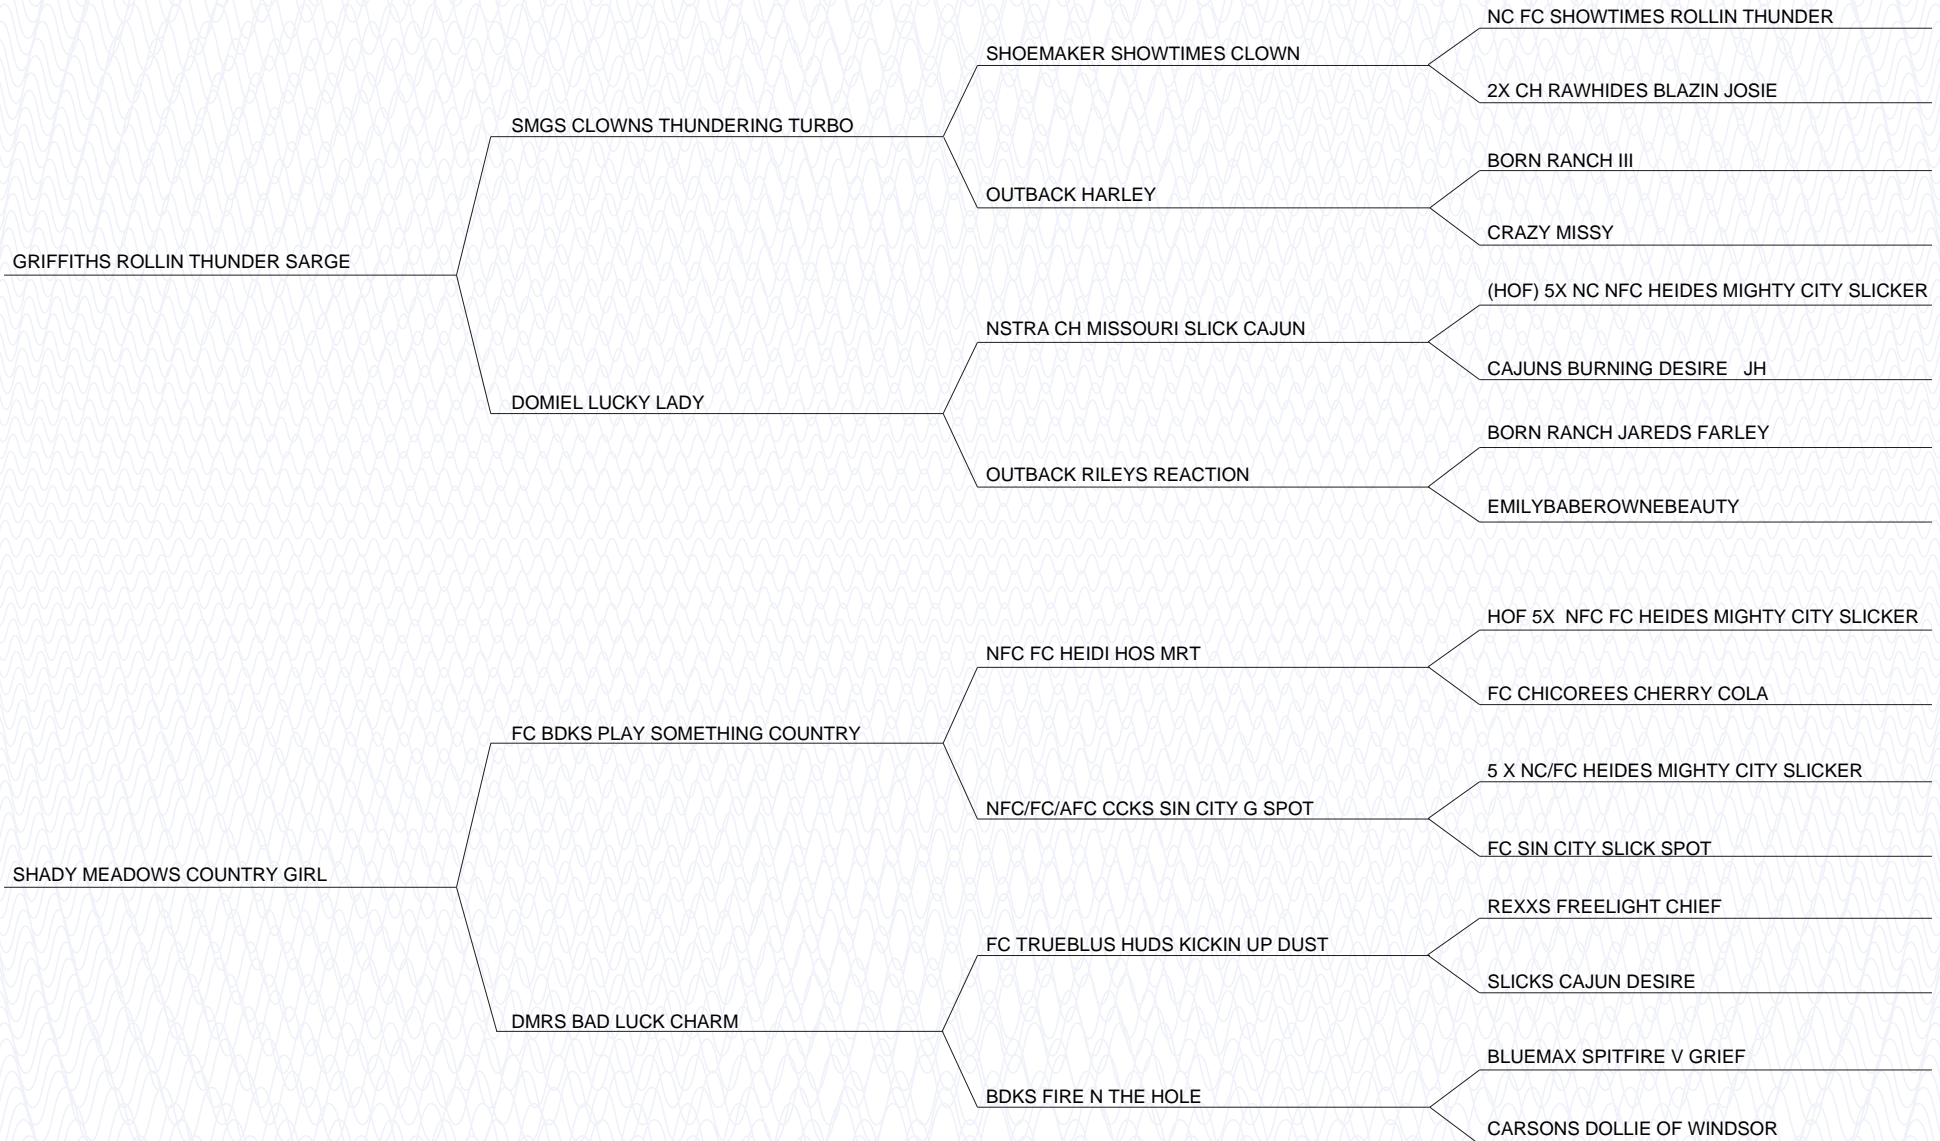 NC FC SHOWTIMES ROLLIN THUNDER
SHOEMAKER SHOWTIMES CLOWN
2X CH RAWHIDES BLAZIN JOSIE
SMGS CLOWNS THUNDERING TURBO
BORN RANCH III
OUTBACK HARLEY
CRAZY MISSY
GRIFFITHS ROLLIN THUNDER SARGE
(HOF) 5X NC NFC HEIDES MIGHTY CITY SLICKER
NSTRA CH MISSOURI SLICK CAJUN
CAJUNS BURNING DESIRE   JH
DOMIEL LUCKY LADY
BORN RANCH JAREDS FARLEY
OUTBACK RILEYS REACTION
EMILYBABEROWNEBEAUTY
HOF 5X  NFC FC HEIDES MIGHTY CITY SLICKER
NFC FC HEIDI HOS MRT
FC CHICOREES CHERRY COLA
FC BDKS PLAY SOMETHING COUNTRY
5 X NC/FC HEIDES MIGHTY CITY SLICKER
NFC/FC/AFC CCKS SIN CITY G SPOT
FC SIN CITY SLICK SPOT
SHADY MEADOWS COUNTRY GIRL
REXXS FREELIGHT CHIEF
FC TRUEBLUS HUDS KICKIN UP DUST
SLICKS CAJUN DESIRE
DMRS BAD LUCK CHARM
BLUEMAX SPITFIRE V GRIEF
BDKS FIRE N THE HOLE
CARSONS DOLLIE OF WINDSOR